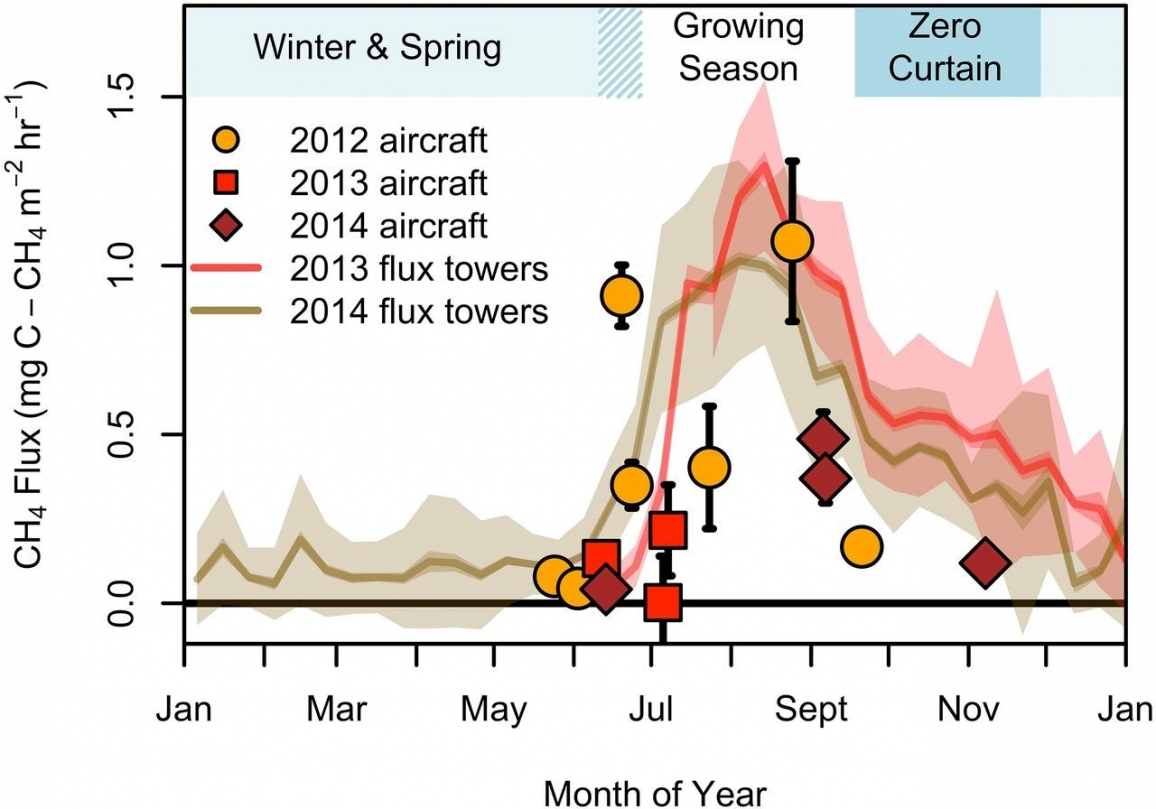 Winter & Spring
Growing
Season
Zero
Curtain
2012 aircraft
2013 aircraft
2014 aircraft
2013 flux towers
2014 flux towers
CH₄ Flux (mg C – CH₄ m⁻² hr⁻¹)
1.5
1.0
0.5
0.0
Jan Mar May Jul Sept Nov Jan
Month of Year